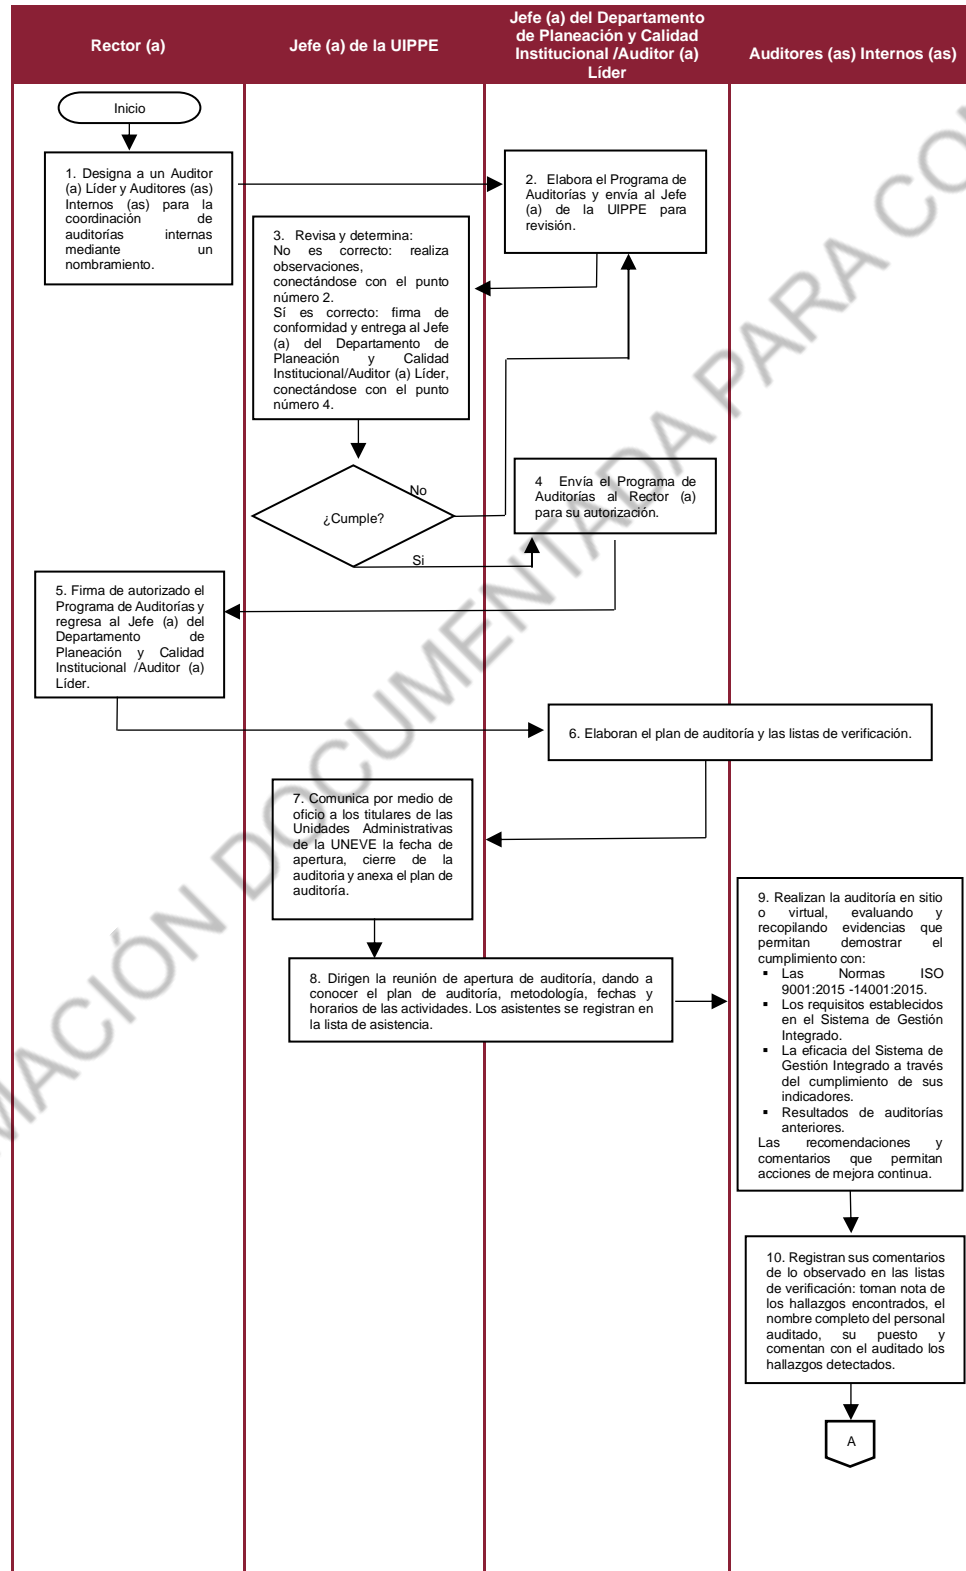 Rector (a)
Jefe (a) de la UIPPE
Jefe (a) del Departamento
de Planeación y Calidad
Institucional /Auditor (a)
Líder
Auditores (as) Internos (as)
Inicio
1. Designa a un Auditor
(a) Líder y Auditores (as)
Internos (as) para la
coordinación de
auditorías internas
mediante un
nombramiento.
2. Elabora el Programa de
Auditorías y envía al Jefe
(a) de la UIPPE para
revisión.
3. Revisa y determina:
No es correcto: realiza
observaciones,
conectándose con el punto
número 2.
Sí es correcto: firma de
conformidad y entrega al Jefe
(a) del Departamento de
Planeación y Calidad
Institucional/Auditor (a) Líder,
conectándose con el punto
número 4.
¿Cumple?
No
Si
4 Envía el Programa de
Auditorías al Rector (a)
para su autorización.
5. Firma de autorizado el
Programa de Auditorías y
regresa al Jefe (a) del
Departamento de
Planeación y Calidad
Institucional /Auditor (a)
Líder.
6. Elaboran el plan de auditoría y las listas de verificación.
7. Comunica por medio de
oficio a los titulares de las
Unidades Administrativas
de la UNEVE la fecha de
apertura, cierre de la
auditoria y anexa el plan de
auditoría.
8. Dirigen la reunión de apertura de auditoría, dando a
conocer el plan de auditoría, metodología, fechas y
horarios de las actividades. Los asistentes se registran en
la lista de asistencia.
9. Realizan la auditoría en sitio
o virtual, evaluando y
recopilando evidencias que
permitan demostrar el
cumplimiento con:
▪ Las Normas ISO
9001:2015 -14001:2015.
▪ Los requisitos establecidos
en el Sistema de Gestión
Integrado.
▪ La eficacia del Sistema de
Gestión Integrado a través
del cumplimiento de sus
indicadores.
▪ Resultados de auditorías
anteriores.
Las recomendaciones y
comentarios que permitan
acciones de mejora continua.
10. Registran sus comentarios
de lo observado en las listas
de verificación: toman nota de
los hallazgos encontrados, el
nombre completo del personal
auditado, su puesto y
comentan con el auditado los
hallazgos detectados.
A
MACIÓN DOCUMENTADA PARA CO